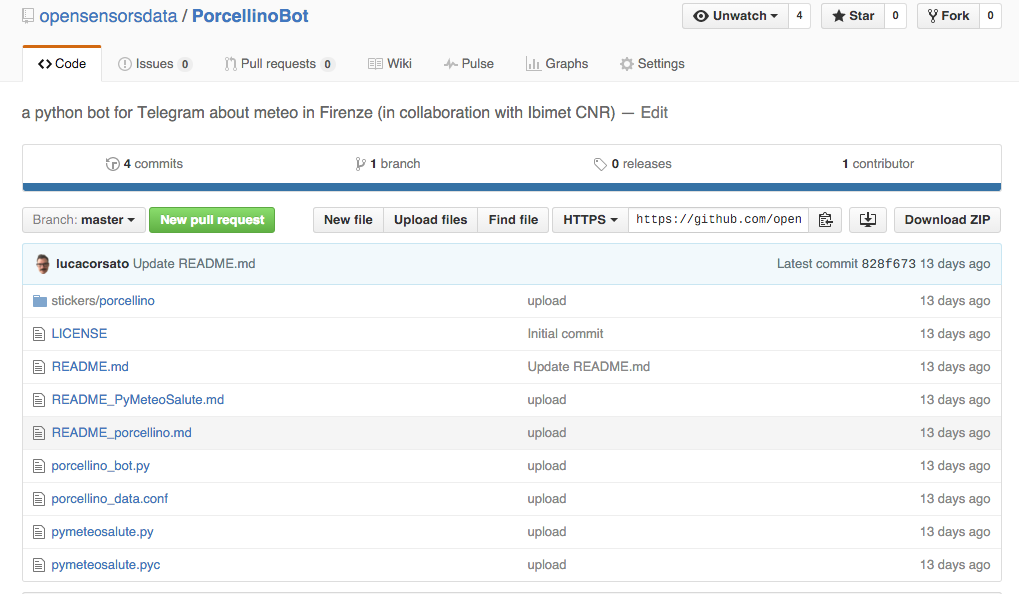 opensensorsdata / PorcellinoBot Unwatch 4 Star 0 Fork 0
Code Issues 0 Pull requests 0 Wiki Pulse Graphs Settings
a python bot for Telegram about meteo in Firenze (in collaboration with Ibimet CNR) — Edit
4 commits 1 branch 0 releases 1 contributor
Branch: master New pull request New file Upload files Find file HTTPS https://github.com/open Download ZIP
lucacorsato Update README.md Latest commit 828f673 13 days ago
stickers/porcellino upload 13 days ago
LICENSE Initial commit 13 days ago
README.md Update README.md 13 days ago
README_PyMeteoSalute.md upload 13 days ago
README_porcellino.md upload 13 days ago
porcellino_bot.py upload 13 days ago
porcellino_data.conf upload 13 days ago
pymeteosalute.py upload 13 days ago
pymeteosalute.pyc upload 13 days ago